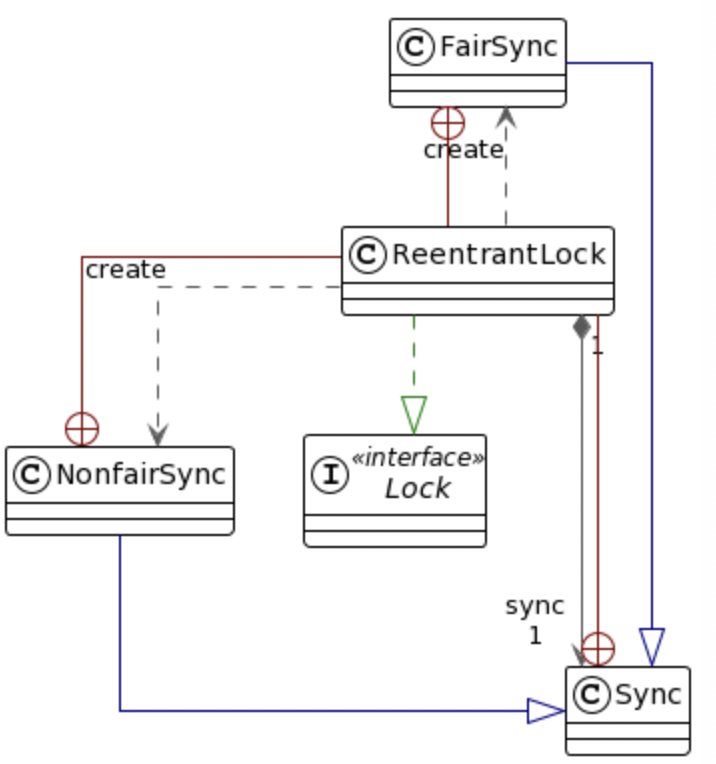 C FairSync
create
C ReentrantLock
create
1
«interface»
I
Lock
C NonfairSync
sync
1
C Sync